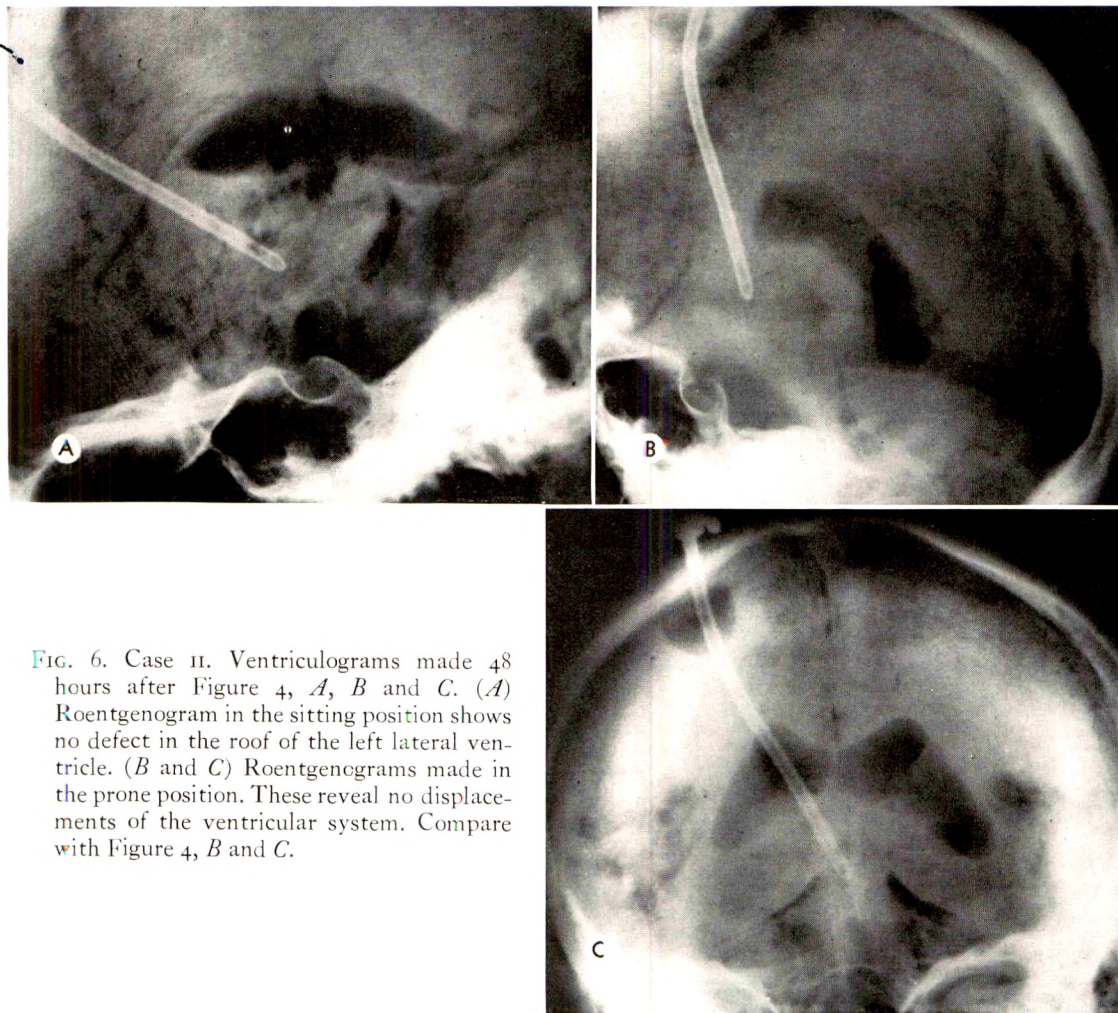 A
B
C
FIG. 6. Case II. Ventriculograms made 48
hours after Figure 4, A, B and C. (A)
Roentgenogram in the sitting position shows
no defect in the roof of the left lateral ven-
tricle. (B and C) Roentgenograms made in
the prone position. These reveal no displace-
ments of the ventricular system. Compare
with Figure 4, B and C.